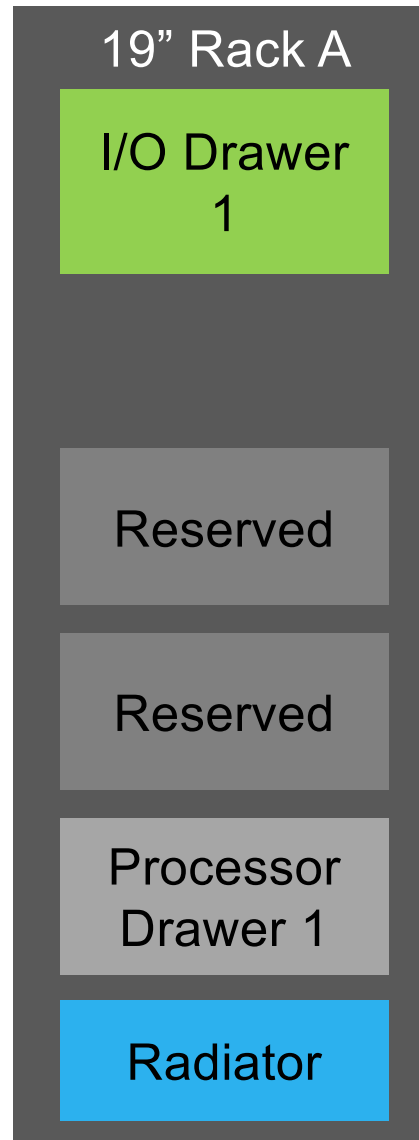 19” Rack A
I/O Drawer
1
Reserved
Reserved
Processor
Drawer 1
Radiator